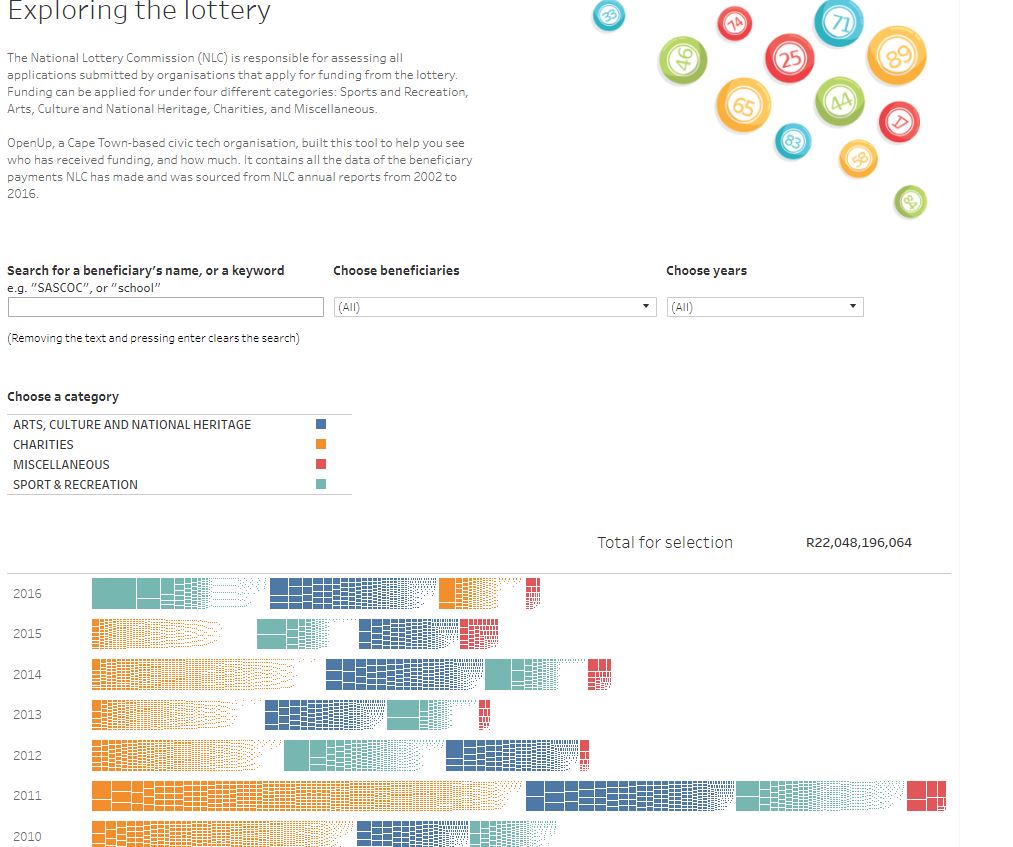 Exploring the lottery
33
74
71
46
25
89
65
44
17
83
58
84
The National Lottery Commission (NLC) is responsible for assessing all
applications submitted by organisations that apply for funding from the lottery.
Funding can be applied for under four different categories: Sports and Recreation,
Arts, Culture and National Heritage, Charities, and Miscellaneous.
OpenUp, a Cape Town-based civic tech organisation, built this tool to help you see
who has received funding, and how much. It contains all the data of the beneficiary
payments NLC has made and was sourced from NLC annual reports from 2002 to
2016.
Search for a beneficiary's name, or a keyword
e.g. "SASCOC", or "school"
Choose beneficiaries
Choose years
(All)
(All)
(Removing the text and pressing enter clears the search)
Choose a category
ARTS, CULTURE AND NATIONAL HERITAGE
CHARITIES
MISCELLANEOUS
SPORT & RECREATION
Total for selection R22,048,196,064
2016
2015
2014
2013
2012
2011
2010